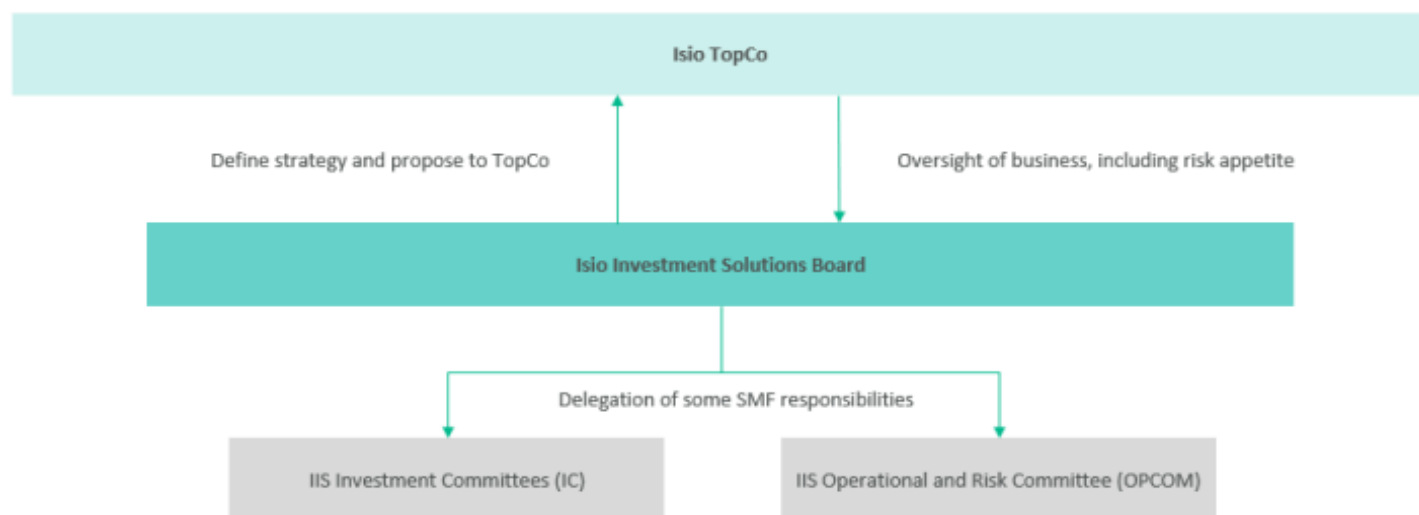 Isio TopCo
Define strategy and propose to TopCo
Oversight of business, including risk appetite
Isio Investment Solutions Board
Delegation of some SMF responsibilities
IIS Investment Committees (IC)
IIS Operational and Risk Committee (OPCOM)